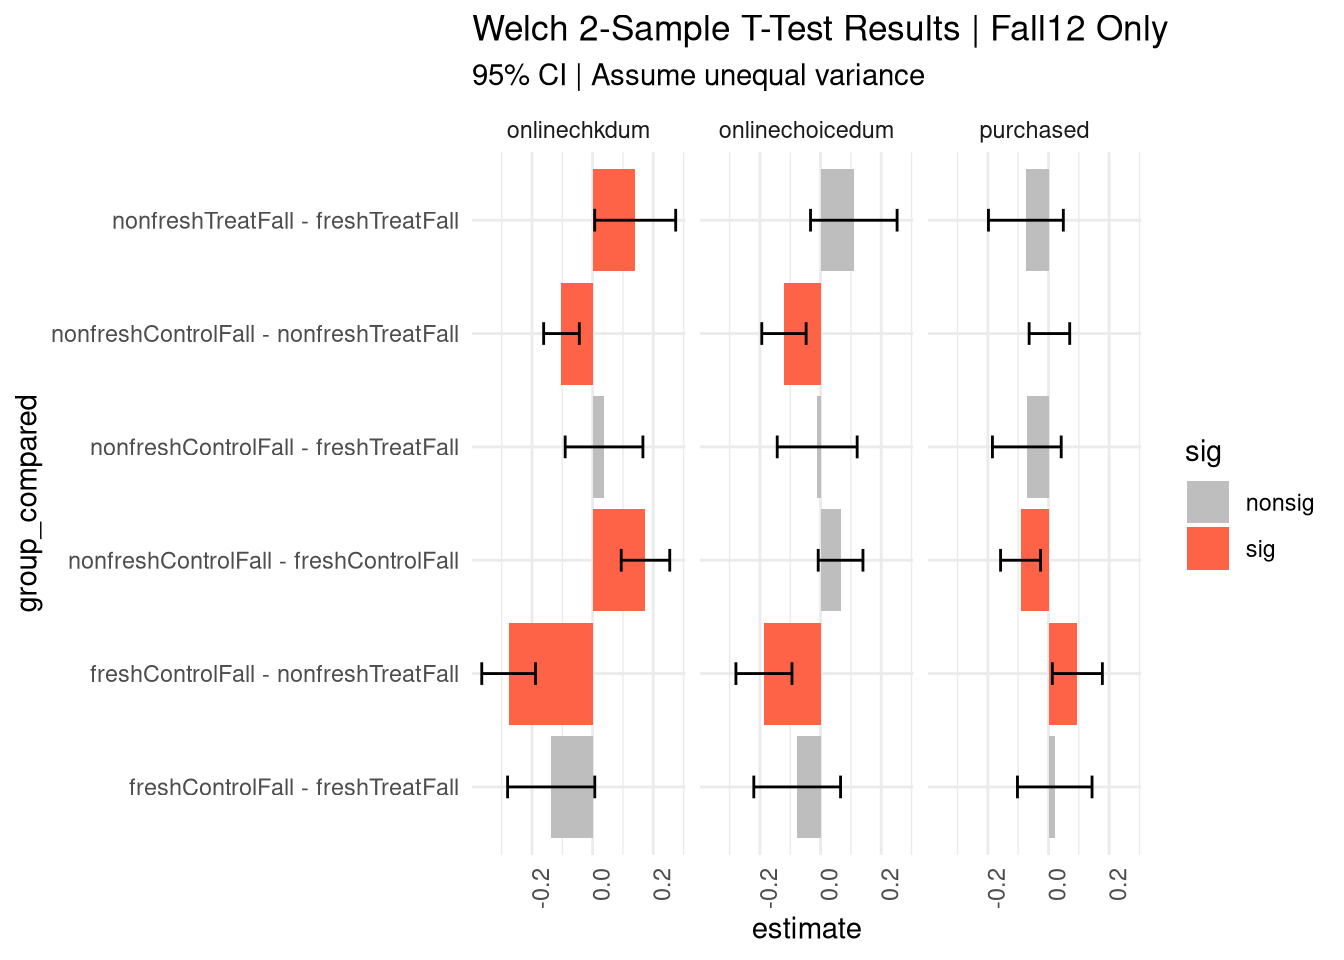 Welch 2-Sample T-Test Results | Fall12 Only
95% CI | Assume unequal variance
onlinechkdum
onlinechoicedum
purchased
nonfreshTreatFall - freshTreatFall
nonfreshControlFall - nonfreshTreatFall
nonfreshControlFall - freshTreatFall
nonfreshControlFall - freshControlFall
freshControlFall - nonfreshTreatFall
freshControlFall - freshTreatFall
group_compared
-0.2
0.0
0.2
-0.2
0.0
0.2
-0.2
0.0
0.2
estimate
sig
nonsig
sig